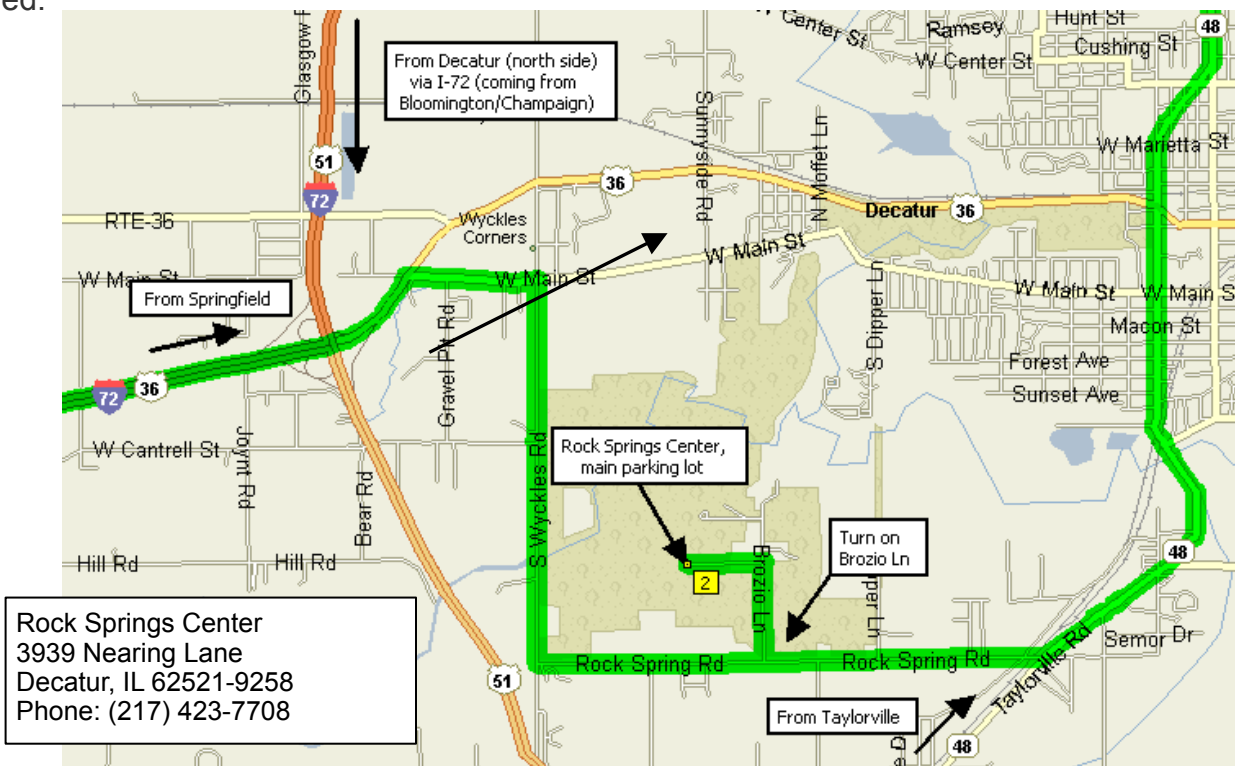 ed.
Glasgow R
W Center St
Ramsey
Hunt St
48
Cushing St
W Center St
From Decatur (north side)
via I-72 (coming from
Bloomington/Champaign)
Sunnyside Rd
N Moffet Ln
W Marietta St
51
72
36
RTE-36
Wyckles
Corners
Decatur
36
W Main St
W Main St
W Main St
W Main St
W Main S
From Springfield
S Dipper Ln
Macon St
Forest Ave
Sunset Ave
Gravel Pit Rd
72
36
W Cantrell St
Joynt Rd
Bear Rd
S Wyckles Rd
Rock Springs Center,
main parking lot
Turn on
Brozio Ln
Hill Rd
Hill Rd
2
Brozio Ln
per Ln
48
Semor Dr
Rock Spring Rd
Rock Spring Rd
Taylorville Rd
51
From Taylorville
48
Rock Springs Center
3939 Nearing Lane
Decatur, IL 62521-9258
Phone: (217) 423-7708